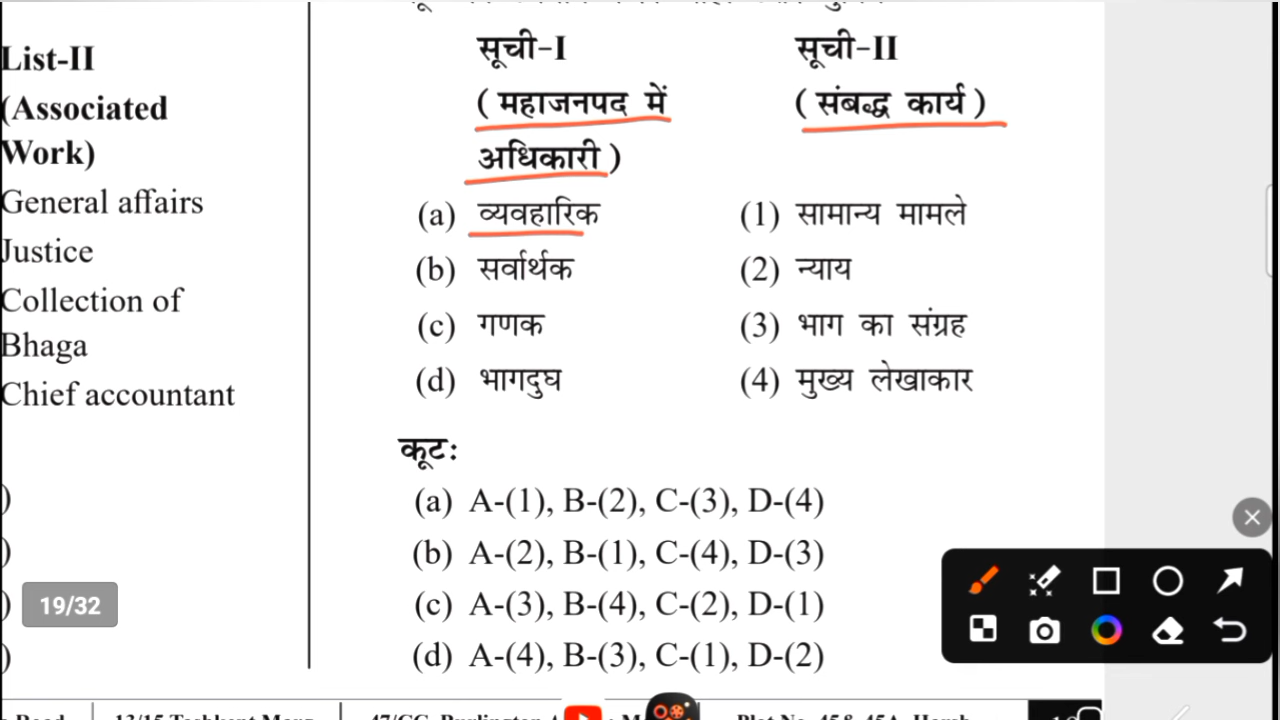 List-II
(Associated
Work)
General affairs
Justice
Collection of
Bhaga
Chief accountant
)
)
)
)
19/32
सूची-I
सूची-II
(महाजनपद में
(संबद्ध कार्य)
अधिकारी)
(a) व्यवहारिक
(1) सामान्य मामले
(b) सर्वार्थक
(2) न्याय
(c) गणक
(3) भाग का संग्रह
(d) भागदुघ
(4) मुख्य लेखाकार
कूटः
(a) A-(1), B-(2), C-(3), D-(4)
(b) A-(2), B-(1), C-(4), D-(3)
(c) A-(3), B-(4), C-(2), D-(1)
(d) A-(4), B-(3), C-(1), D-(2)